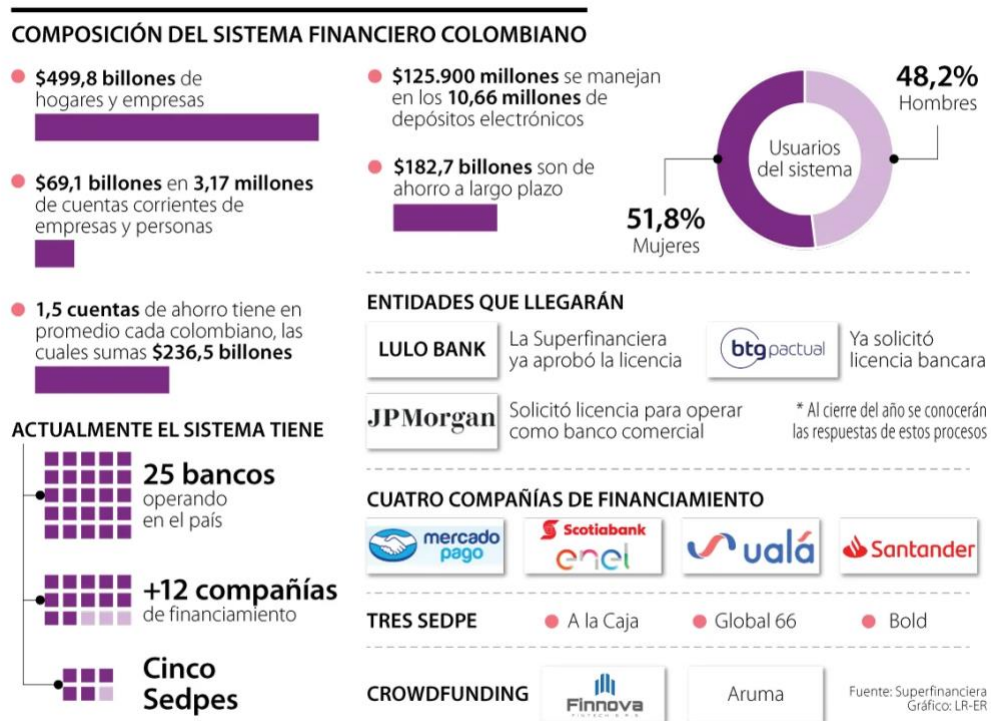 COMPOSICIÓN DEL SISTEMA FINANCIERO COLOMBIANO
$499,8 billones de
hogares y empresas
$69,1 billones en 3,17 millones
de cuentas corrientes de
empresas y personas
1,5 cuentas de ahorro tiene en
promedio cada colombiano, las
cuales sumas $236,5 billones
$125.900 millones se manejan
en los 10,66 millones de
depósitos electrónicos
$182,7 billones son de
ahorro a largo plazo
48,2%
Hombres
Usuarios
del sistema
51,8%
Mujeres
ACTUALMENTE EL SISTEMA TIENE
25 bancos
operando
en el país
+12 compañías
de financiamiento
Cinco
Sedpes
ENTIDADES QUE LLEGARÁN
LULO BANK
La Superfinanciera
ya aprobó la licencia
btg pactual
Ya solicitó
licencia bancara
JPMorgan
Solicitó licencia para operar
como banco comercial
* Al cierre del año se conocerán
las respuestas de estos procesos
CUATRO COMPAÑÍAS DE FINANCIAMIENTO
mercado
pago
Scotiabank
enel
ualá
Santander
TRES SEDPE
A la Caja
Global 66
Bold
CROWDFUNDING
Finnova
FINTECH S.A.S
Aruma
Fuente: Superfinanciera
Gráfico: LR-ER